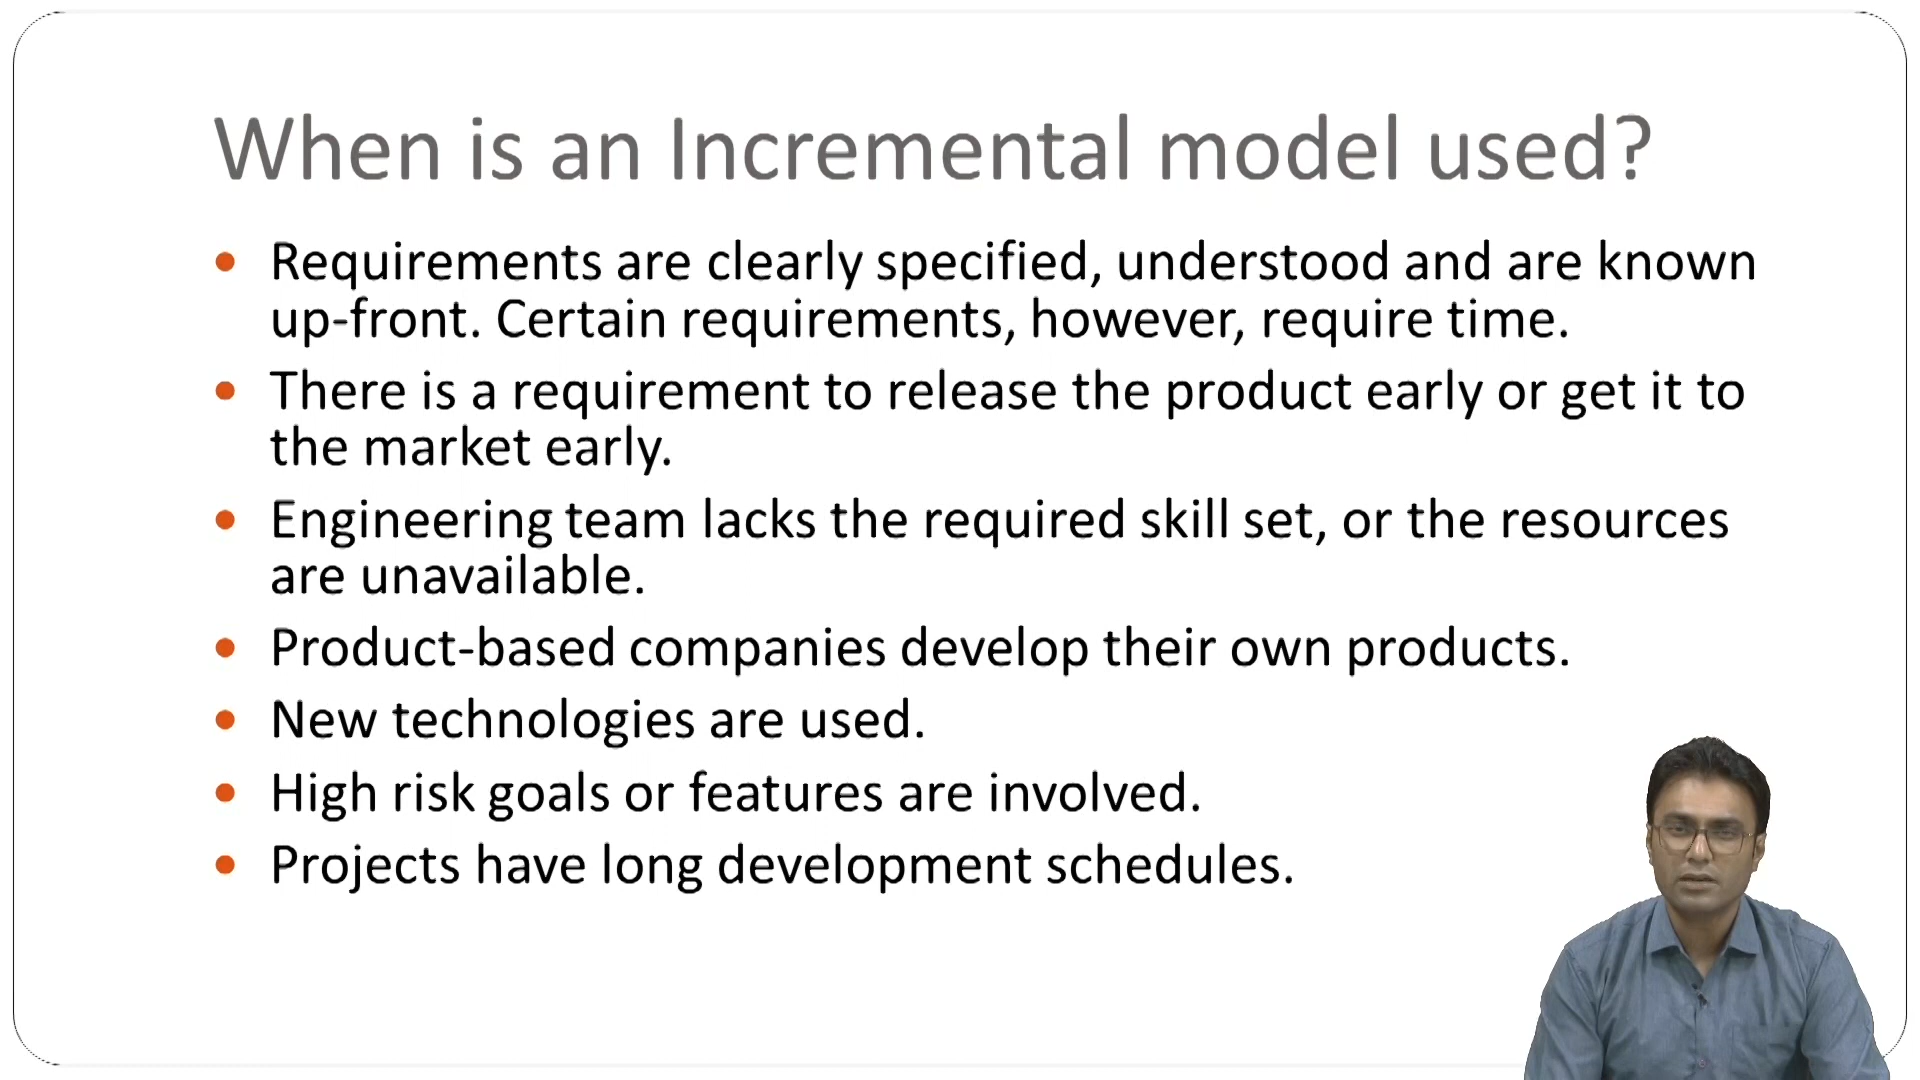 When is an Incremental model used?
• Requirements are clearly specified, understood and are known
up-front. Certain requirements, however, require time.
• There is a requirement to release the product early or get it to
the market early.
• Engineering team lacks the required skill set, or the resources
are unavailable.
• Product-based companies develop their own products.
• New technologies are used.
• High risk goals or features are involved.
• Projects have long development schedules.